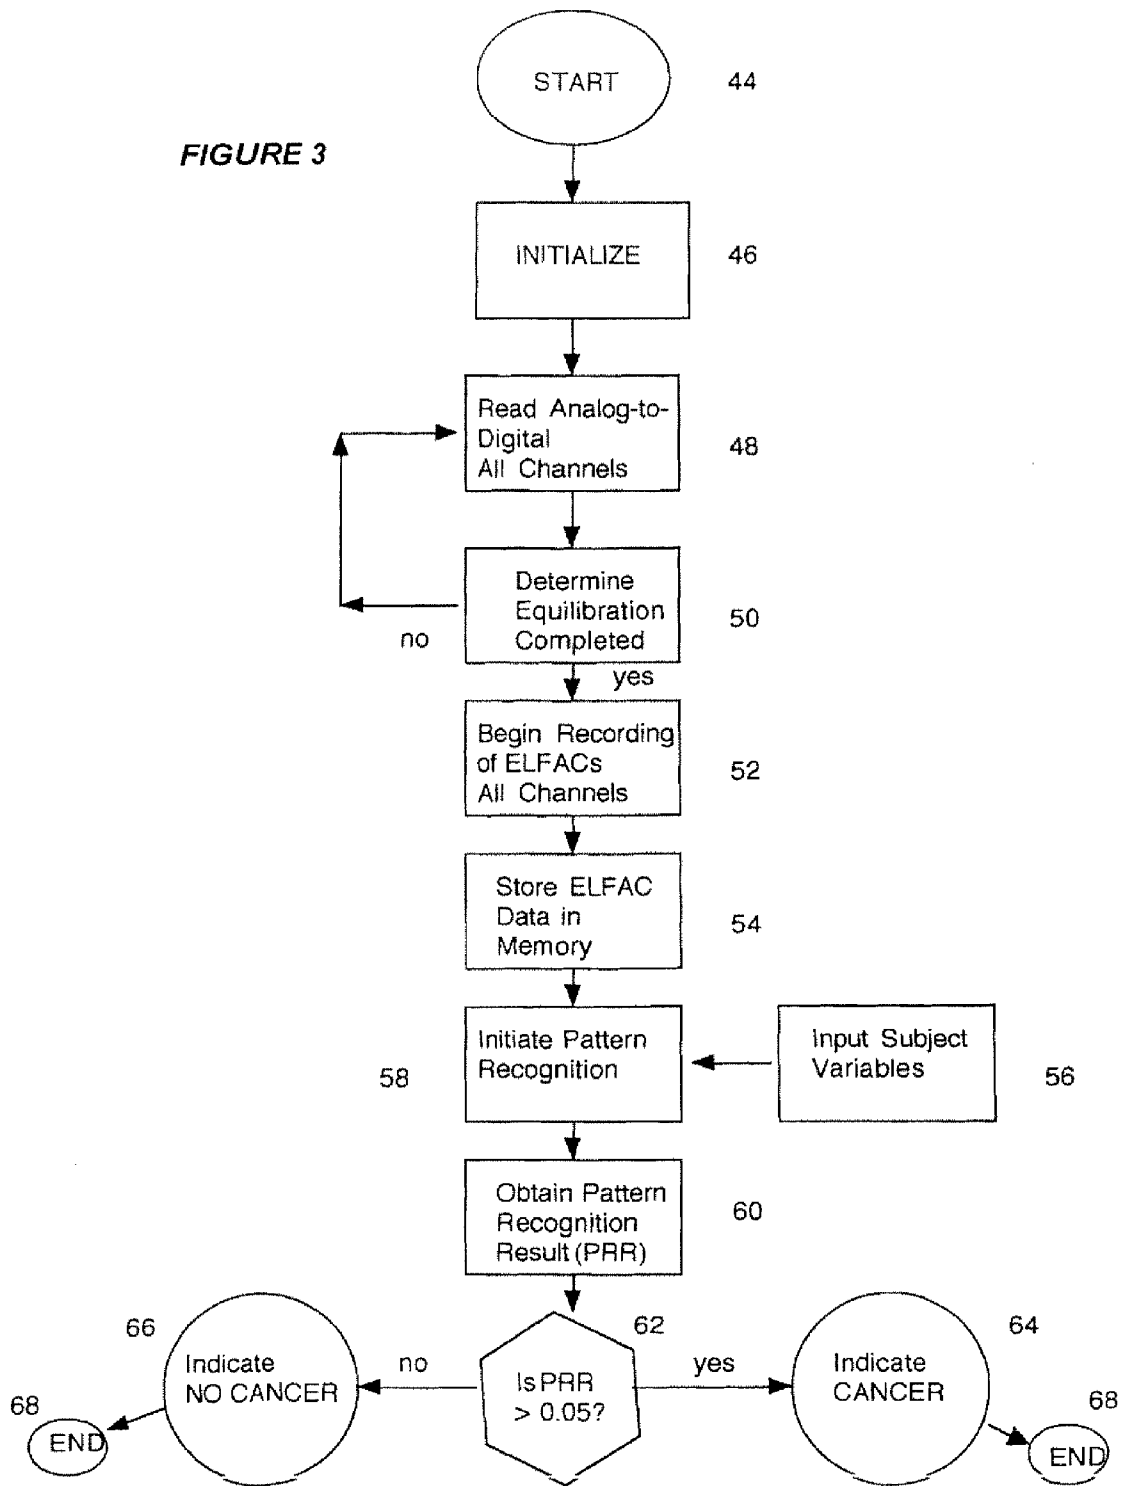 START
44
FIGURE 3
INITIALIZE
46
Read Analog-to-
Digital
All Channels
48
Determine
Equilibration
Completed
50
no
yes
Begin Recording
of ELFACs
All Channels
52
Store ELFAC
Data in
Memory
54
Initiate Pattern
Recognition
58
Input Subject
Variables
56
Obtain Pattern
Recognition
Result (PRR)
60
66
Indicate
NO CANCER
no
62
Is PRR
> 0.05?
yes
64
Indicate
CANCER
68
END
68
END